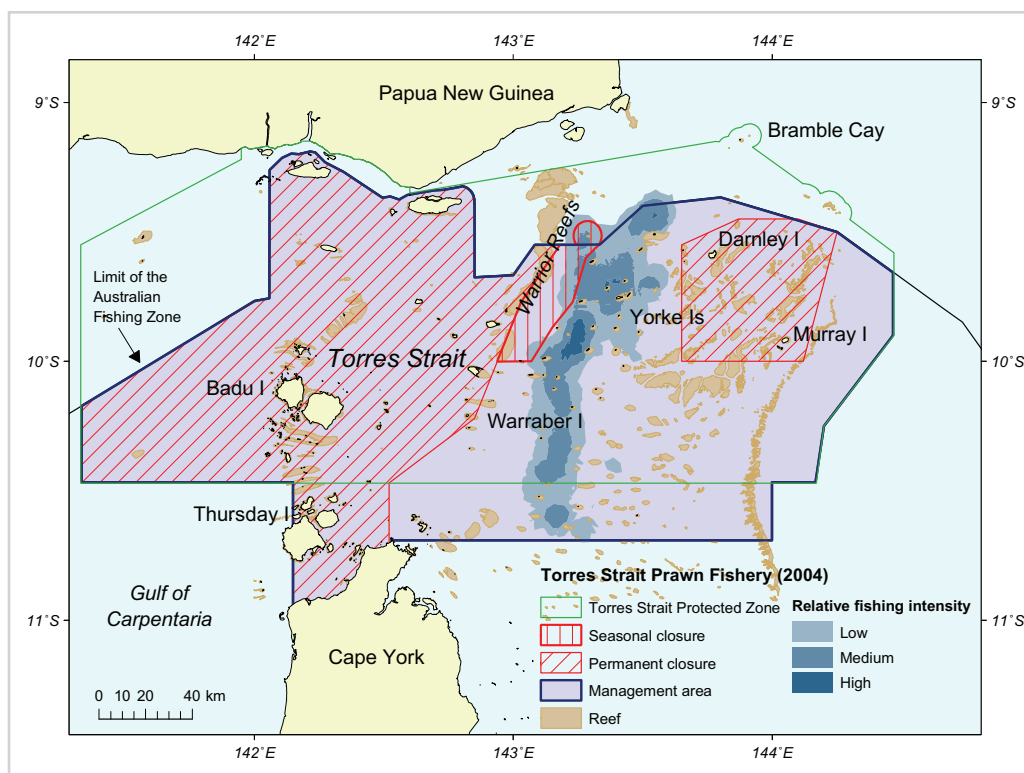 142˚E
143˚E
144˚E
9˚S
9˚S
Papua New Guinea
Bramble Cay
Warrior Reefs
Darnley I
Limit of the
Australian
Fishing Zone
Yorke Is
Murray I
10˚S
10˚S
Torres Strait
Badu I
Warraber I
Thursday I
Gulf of
Carpentaria
Cape York
11˚S
11˚S
Torres Strait Prawn Fishery (2004)
Torres Strait Protected Zone
Seasonal closure
Permanent closure
Management area
Reef
Relative fishing intensity
Low
Medium
High
0 10 20 40 km
142˚E
143˚E
144˚E